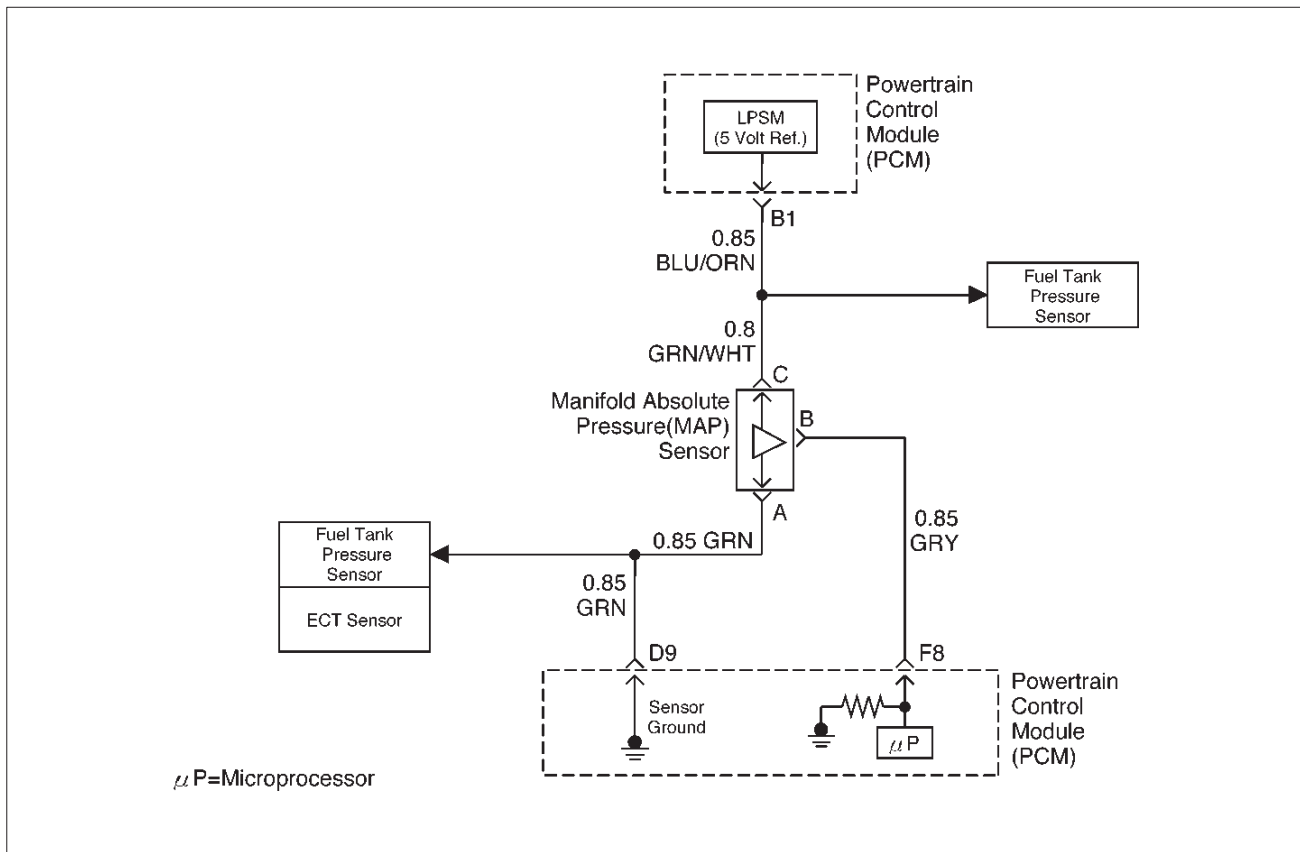 Powertrain
Control
Module
(PCM)
LPSM
(5 Volt Ref.)
B1
0.85
BLU/ORN
Fuel Tank
Pressure
Sensor
0.8
GRN/WHT
C
Manifold Absolute
Pressure(MAP)
Sensor
B
A
0.85
GRY
Fuel Tank
Pressure
Sensor
ECT Sensor
0.85 GRN
0.85
GRN
D9
F8
Sensor
Ground
μP
Powertrain
Control
Module
(PCM)
μP=Microprocessor